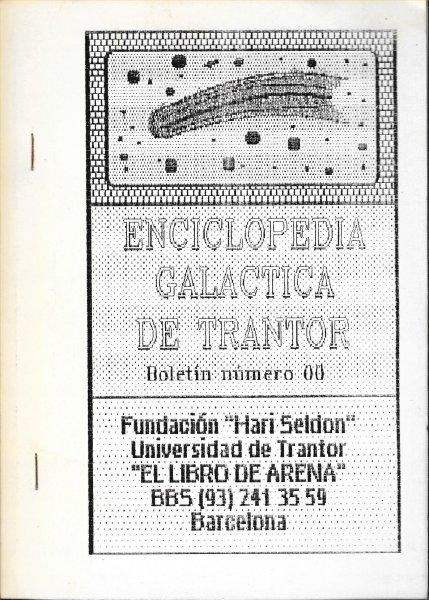 ENCICLOPEDIA
GALACTICA
DE TRANTOR
Boletín número 00
Fundación "Hari Seldon"
Universidad de Trantor
"EL LIBRO DE ARENA"
BBS (93) 241 35 59
Barcelona